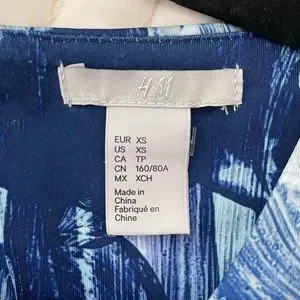 H&M
EUR XS
US XS
CA TP
CN 160/80A
MX XCH
Made in
China
Fabriqué en
Chine